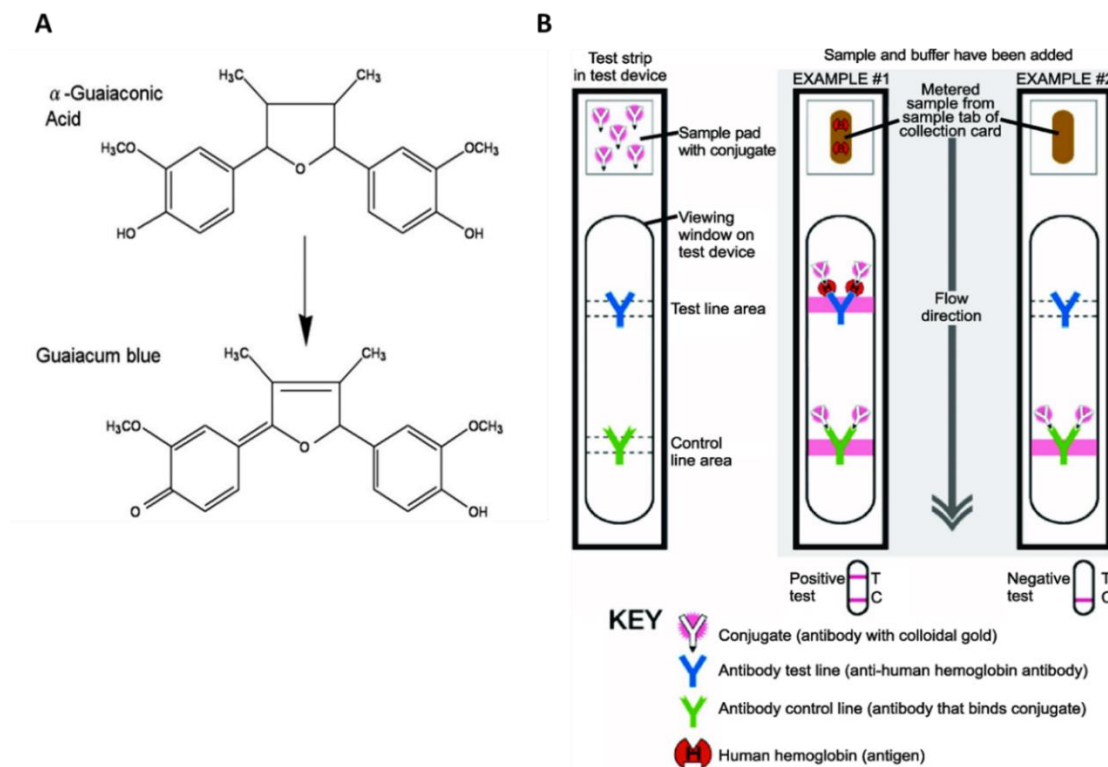 A
α-Guaiaconic
Acid
H₃C
CH₃
H₃CO
O
OCH₃
HO
OH
Guaiacum blue
H₃C
CH₃
H₃CO
O
OCH₃
O
OH
B
Test strip
in test device
Sample and buffer have been added
EXAMPLE #1
EXAMPLE #2
Metered
sample from
sample tab of
collection card
Sample pad
with conjugate
H
H
Viewing
window on
test device
H
H
Test line area
Flow
direction
Control
line area
Positive
test
T
C
Negative
test
T
C
KEY
Conjugate (antibody with colloidal gold)
Antibody test line (anti-human hemoglobin antibody)
Antibody control line (antibody that binds conjugate)
H
Human hemoglobin (antigen)